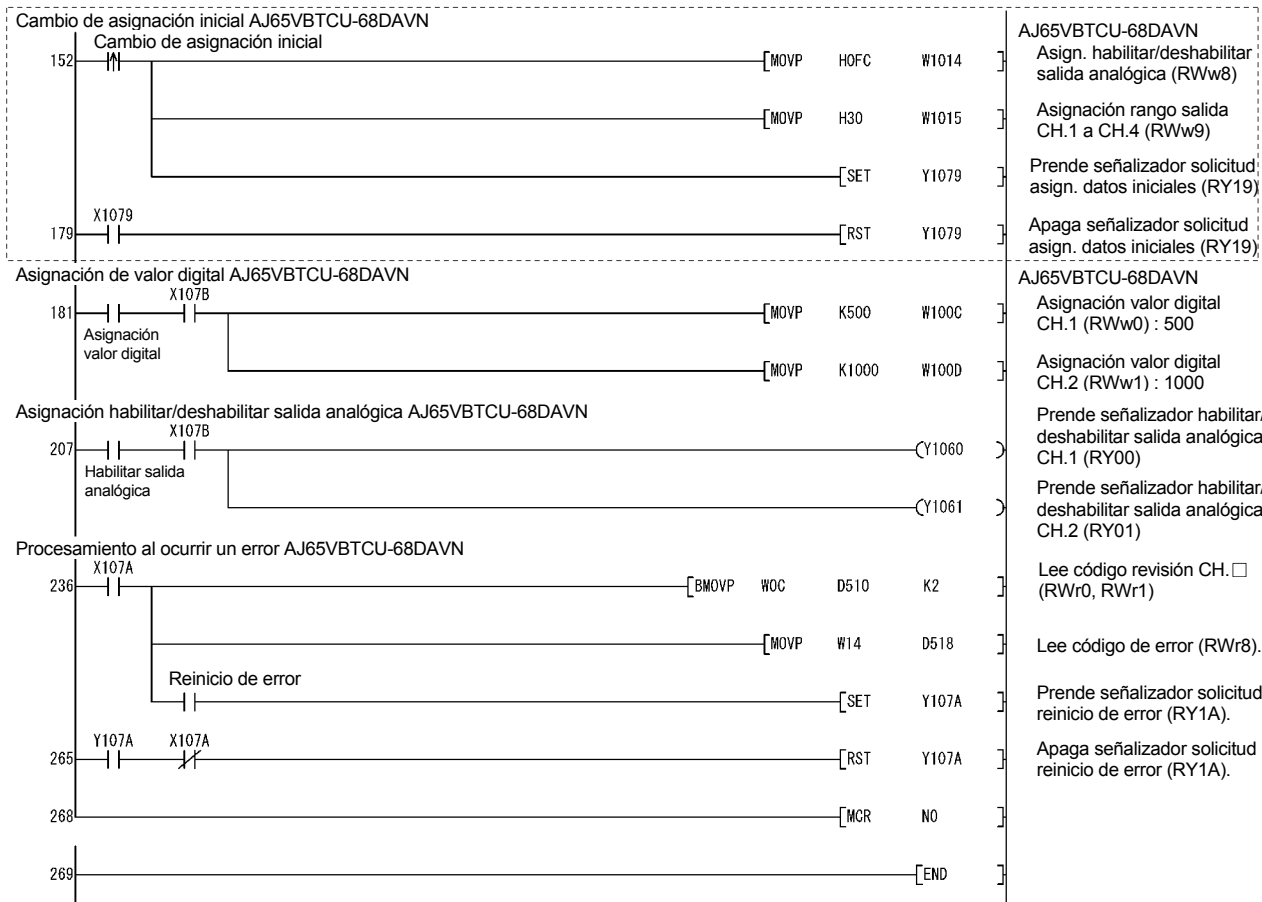 Cambio de asignación inicial AJ65VBTCU-68DAVN
AJ65VBTCU-68DAVN
Cambio de asignación inicial
152
MOVP H0FC W1014
Asign. habilitar/deshabilitar
salida analógica (RWw8)
MOVP H30 W1015
Asignación rango salida
CH.1 a CH.4 (RWw9)
SET Y1079
Prende señalizador solicitud
asign. datos iniciales (RY19)
X1079
179
RST Y1079
Apaga señalizador solicitud
asign. datos iniciales (RY19)
Asignación de valor digital AJ65VBTCU-68DAVN
AJ65VBTCU-68DAVN
X107B
181
Asignación
valor digital
MOVP K500 W100C
Asignación valor digital
CH.1 (RWw0) : 500
MOVP K1000 W100D
Asignación valor digital
CH.2 (RWw1) : 1000
Asignación habilitar/deshabilitar salida analógica AJ65VBTCU-68DAVN
X107B
207
Habilitar salida
analógica
Y1060
Prende señalizador habilitar/
deshabilitar salida analógica
CH.1 (RY00)
Y1061
Prende señalizador habilitar/
deshabilitar salida analógica
CH.2 (RY01)
Procesamiento al ocurrir un error AJ65VBTCU-68DAVN
X107A
236
BMOVP W0C D510 K2
Lee código revisión CH.□
(RWr0, RWr1)
MOVP W14 D518
Lee código de error (RWr8).
Reinicio de error
SET Y107A
Prende señalizador solicitud
reinicio de error (RY1A).
Y107A X107A
265
RST Y107A
Apaga señalizador solicitud
reinicio de error (RY1A).
268
MCR N0
269
END